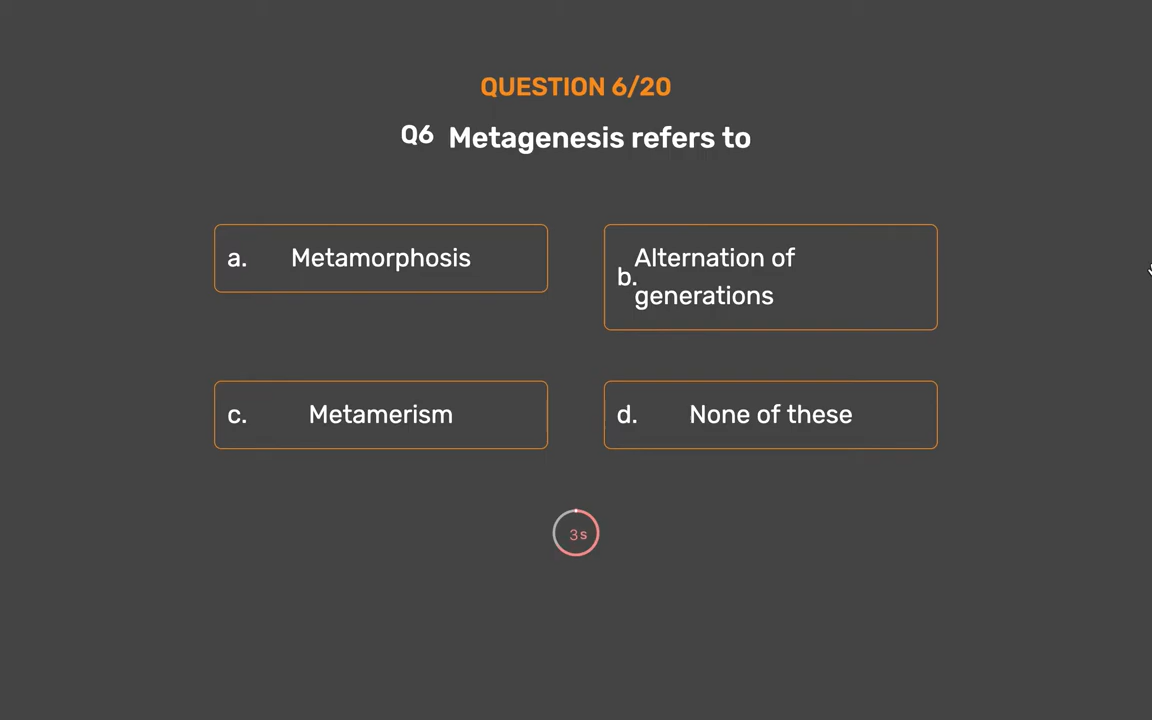 QUESTION 6/20
Q6 Metagenesis refers to
a. Metamorphosis
b. Alternation of
generations
c. Metamerism
d. None of these
3s